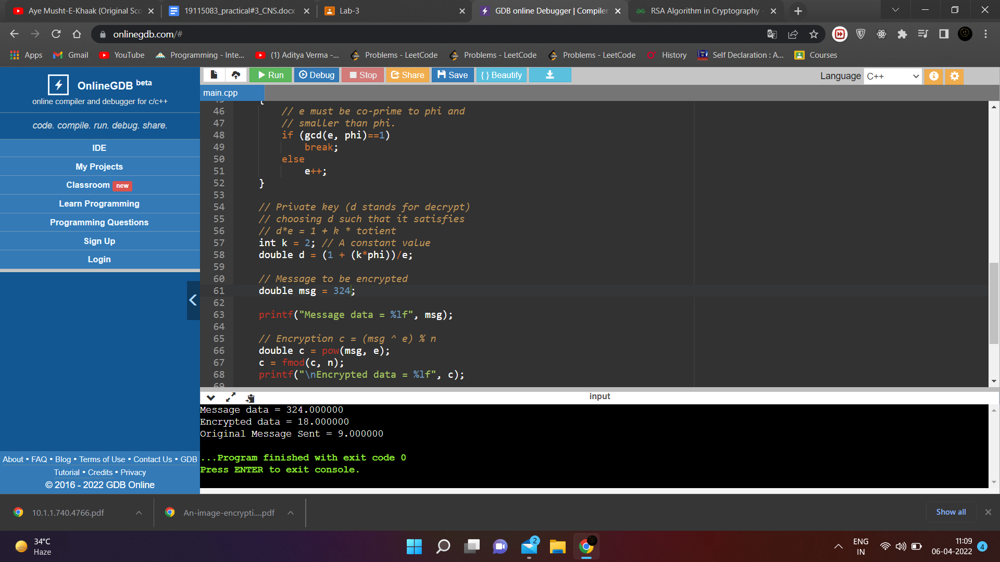 Aye Musht-E-Khaak (Original Sco
19115083_practical#3_CNS.docx
Lab-3
GDB online Debugger | Compiler
RSA Algorithm in Cryptography -
onlinegdb.com/#
Apps
Gmail
YouTube
Programming - Inte...
(1) Aditya Verma -...
Problems - LeetCode
Problems - LeetCode
Problems - LeetCode
History
Self Declaration : A...
Courses
OnlineGDB beta
online compiler and debugger for c/c++
code. compile. run. debug. share.
IDE
My Projects
Classroom new
Learn Programming
Programming Questions
Sign Up
Login
About • FAQ • Blog • Terms of Use • Contact Us • GDB
Tutorial • Credits • Privacy
© 2016 - 2022 GDB Online
Run Debug Stop Share Save { } Beautify
Language C++
main.cpp
45 {
46 // e must be co-prime to phi and
47 // smaller than phi.
48 if (gcd(e, phi)==1)
49 break;
50 else
51 e++;
52 }
53
54 // Private key (d stands for decrypt)
55 // choosing d such that it satisfies
56 // d*e = 1 + k * totient
57 int k = 2; // A constant value
58 double d = (1 + (k*phi))/e;
59
60 // Message to be encrypted
61 double msg = 324;
62
63 printf("Message data = %lf", msg);
64
65 // Encryption c = (msg ^ e) % n
66 double c = pow(msg, e);
67 c = fmod(c, n);
68 printf("\nEncrypted data = %lf", c);
69
input
Message data = 324.000000
Encrypted data = 18.000000
Original Message Sent = 9.000000
...Program finished with exit code 0
Press ENTER to exit console.
10.1.1.740.4766.pdf
An-image-encrypti....pdf
Show all
34°C
Haze
2
ENG
IN
11:09
06-04-2022
4